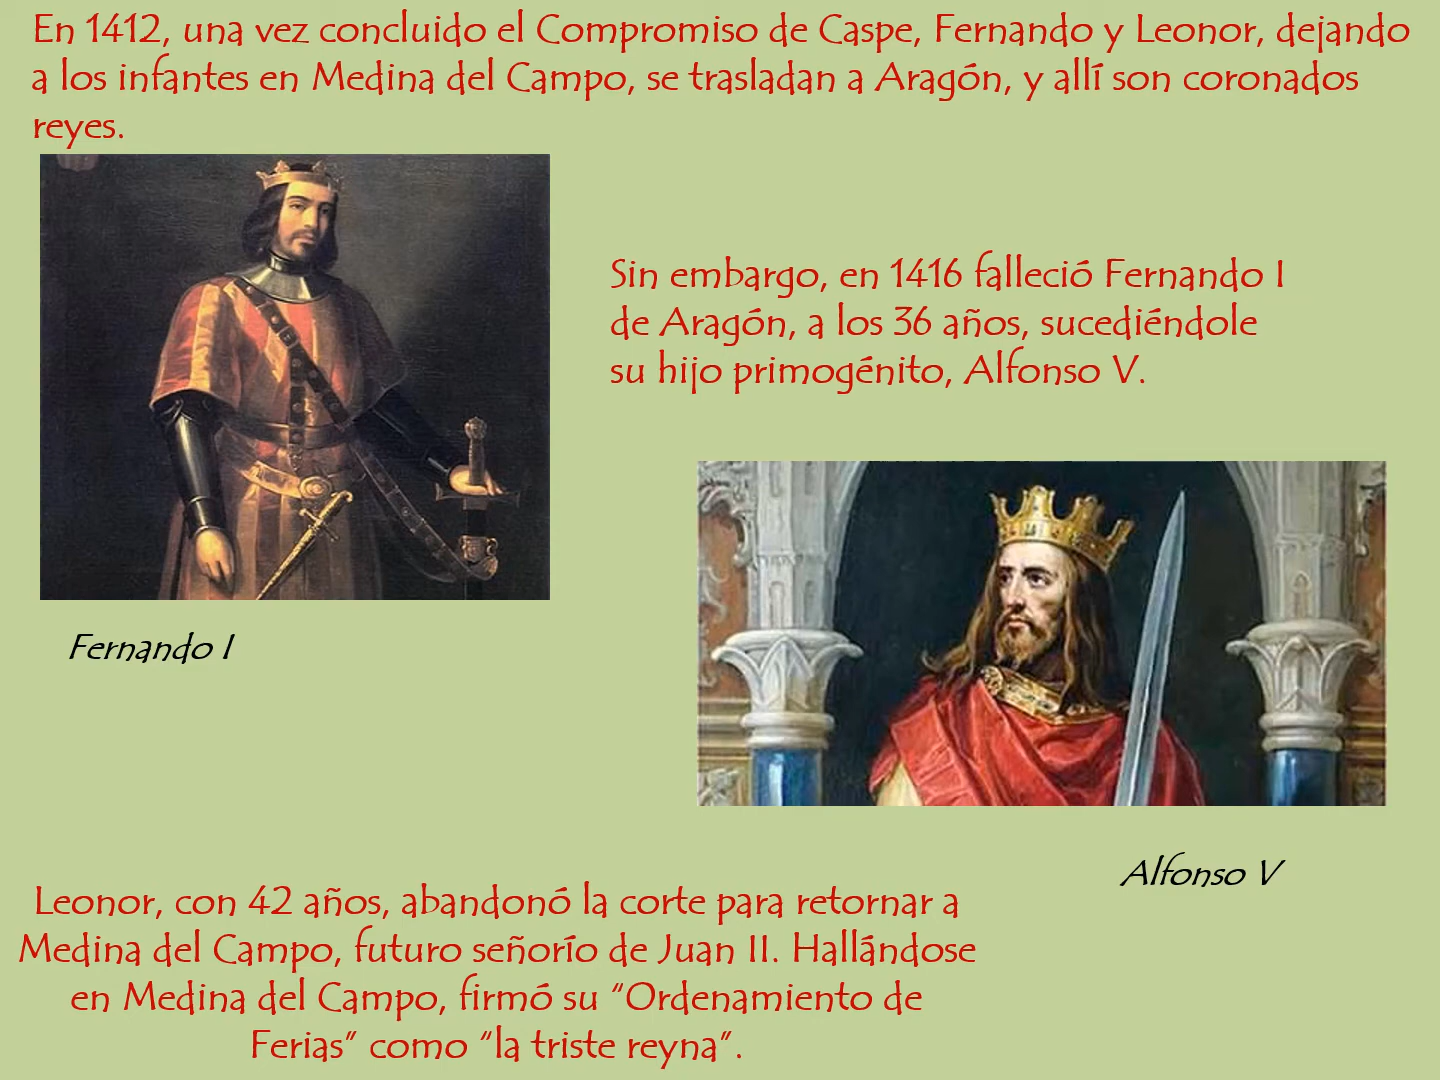 En 1412, una vez concluido el Compromiso de Caspe, Fernando y Leonor, dejando
a los infantes en Medina del Campo, se trasladan a Aragón, y allí son coronados
reyes.
Sin embargo, en 1416 falleció Fernando I
de Aragón, a los 36 años, sucediéndole
su hijo primogénito, Alfonso V.
Fernando I
Alfonso V
Leonor, con 42 años, abandonó la corte para retornar a
Medina del Campo, futuro señorío de Juan II. Hallándose
en Medina del Campo, firmó su “Ordenamiento de
Ferias” como “la triste reyna”.